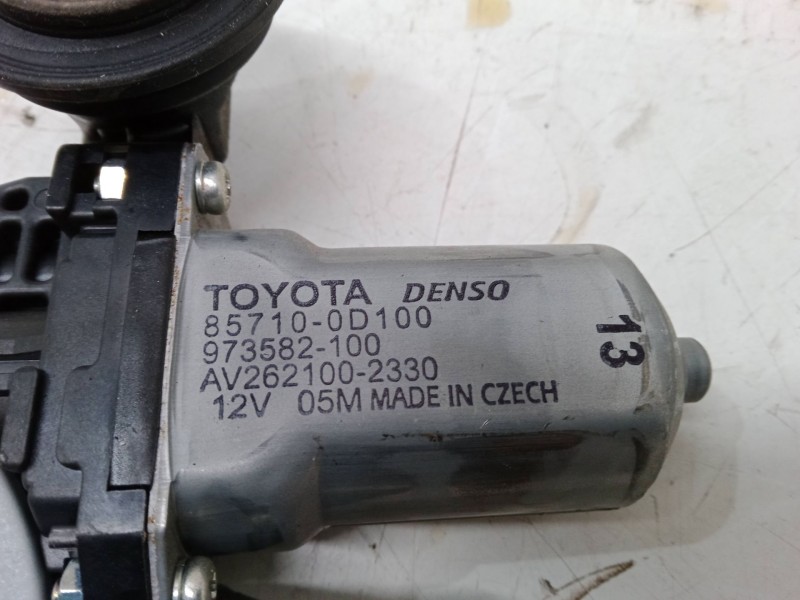 TOYOTA DENSO
85710-0D100
973582-100
AV262100-2330
12V 05M MADE IN CZECH
13